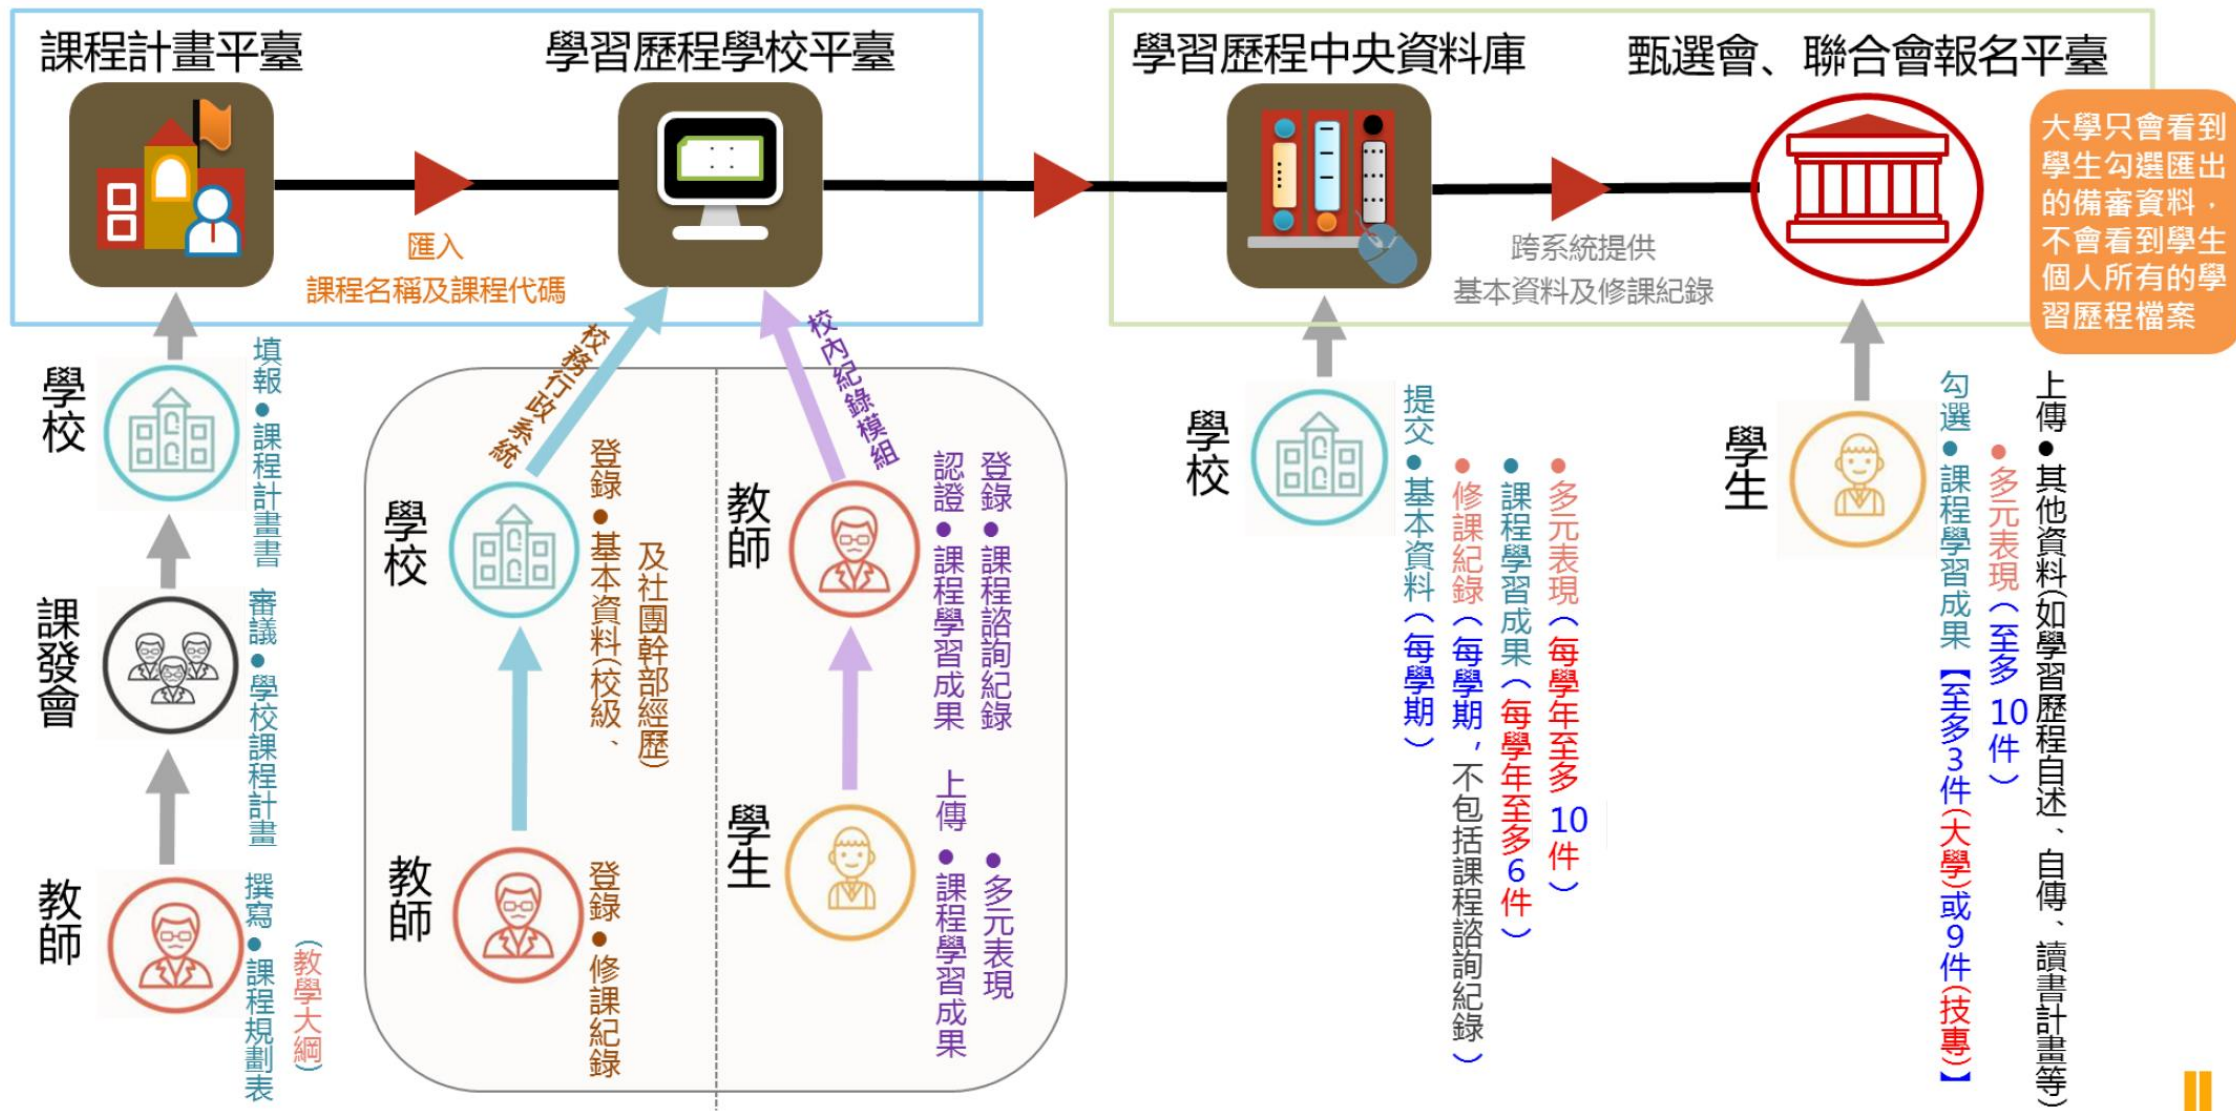 課程計畫平臺
學習歷程學校平臺
學習歷程中央資料庫
甄選會、聯合會報名平臺
大學只會看到
學生勾選匯出
的備審資料，
不會看到學生
個人所有的學
習歷程檔案
匯入
課程名稱及課程代碼
跨系統提供
基本資料及修課紀錄
學校
填報●課程計畫書
課發會
審議●學校課程計畫
教師
撰寫●課程規劃表
(教學大綱)
校務行政系統
校內紀錄模組
學校
登錄●基本資料(校級、
及社團幹部經歷)
教師
登錄●修課紀錄
教師
登錄●課程諮詢紀錄
認證●課程學習成果
學生
上傳●課程學習成果
●多元表現
學校
提交●基本資料(每學期)
●修課紀錄(每學期，不包括課程諮詢紀錄)
●課程學習成果(每學年至多6件)
●多元表現(每學年至多10件)
學生
勾選●課程學習成果【至多3件(大學)或9件(技專)】
●多元表現(至多10件)
上傳●其他資料(如學習歷程自述、自傳、讀書計畫等)